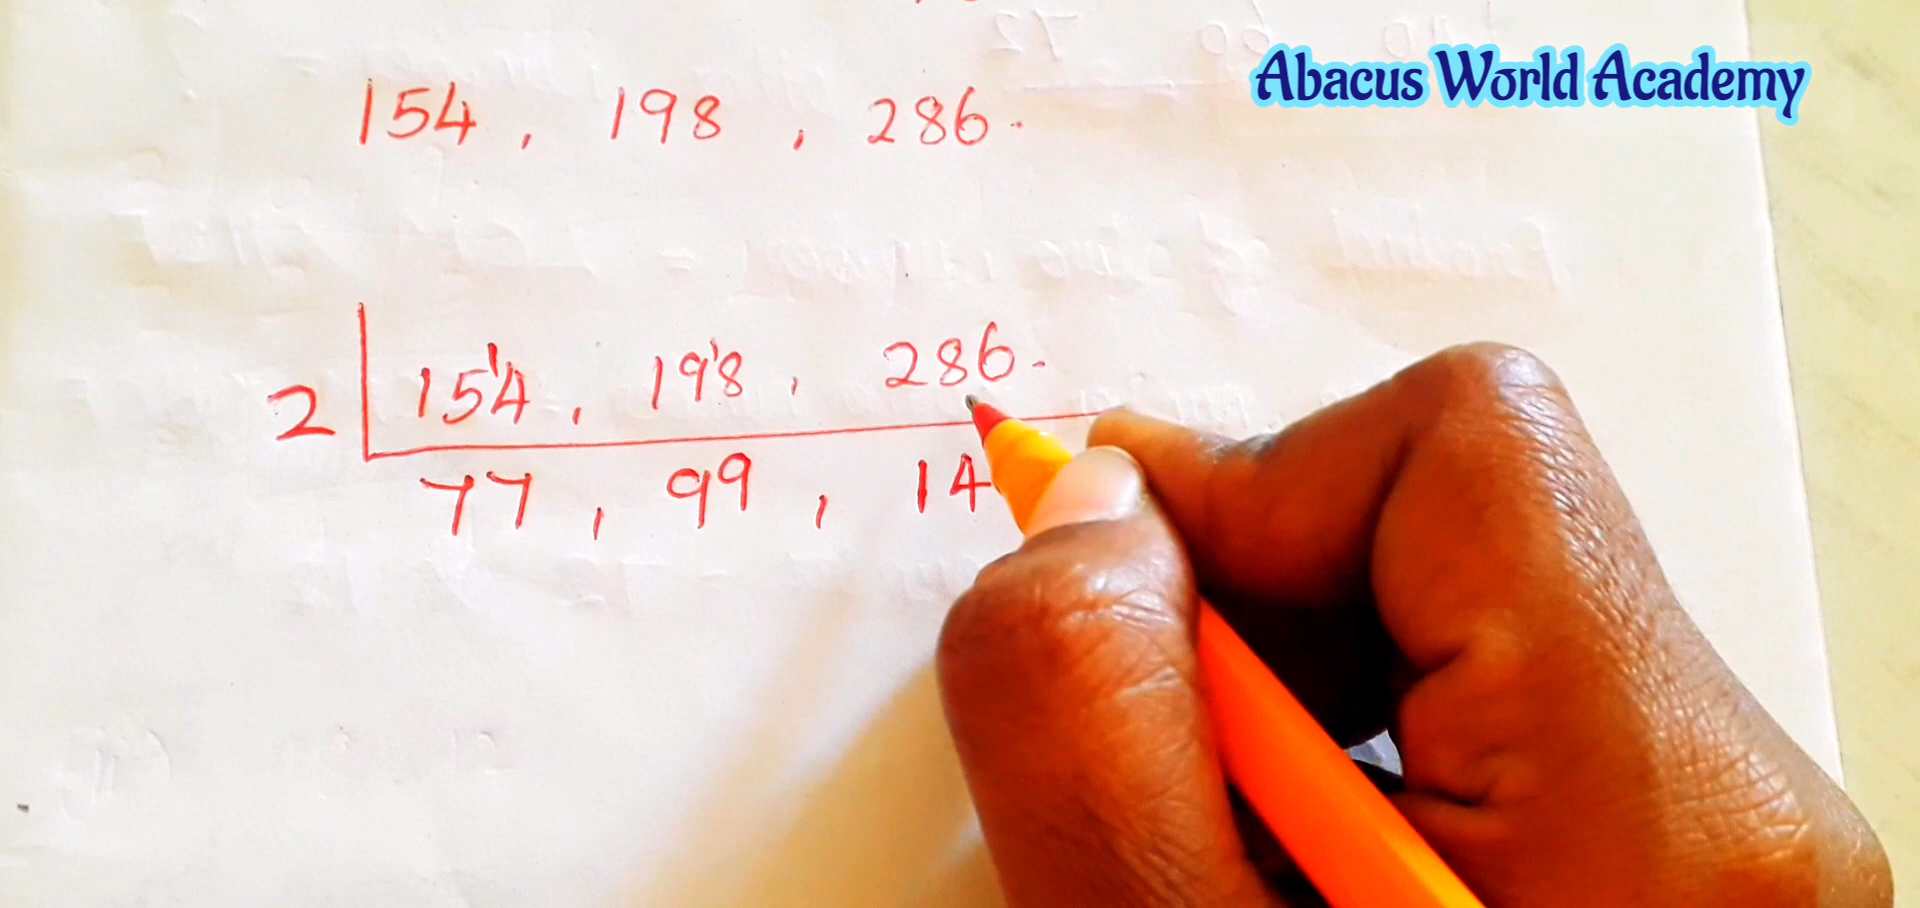 Abacus World Academy
154 , 198 , 286.
2 154 , 198 , 286.
77 , 99 , 14